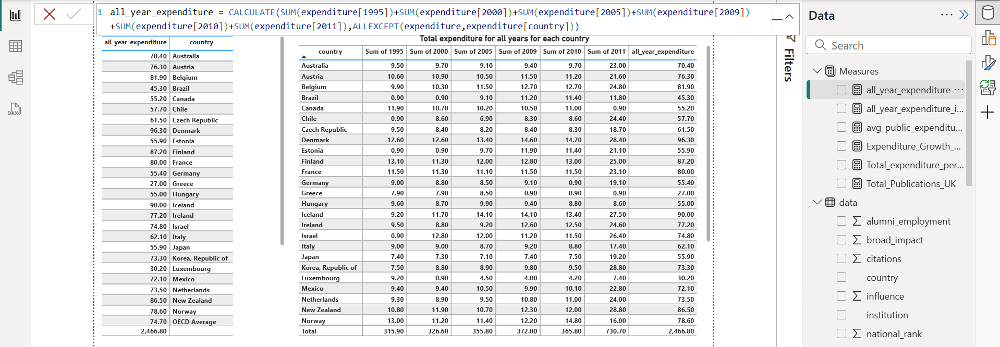 1 all_year_expenditure = CALCULATE(SUM(expenditure[1995])+SUM(expenditure[2000])+SUM(expenditure[2005])+SUM(expenditure[2009])
+SUM(expenditure[2010])+SUM(expenditure[2011]),ALLEXCEPT(expenditure,expenditure[country]))
all_year_expenditure country
70.40 Australia
76.30 Austria
81.90 Belgium
45.30 Brazil
55.20 Canada
57.70 Chile
61.50 Czech Republic
96.30 Denmark
55.90 Estonia
87.20 Finland
80.00 France
55.40 Germany
27.00 Greece
55.00 Hungary
90.00 Iceland
77.20 Ireland
74.80 Israel
62.10 Italy
55.90 Japan
73.30 Korea, Republic of
30.20 Luxembourg
72.10 Mexico
73.50 Netherlands
86.50 New Zealand
78.60 Norway
74.70 OECD Average
2,466.80
Total expenditure for all years for each country
country Sum of 1995 Sum of 2000 Sum of 2005 Sum of 2009 Sum of 2010 Sum of 2011 all_year_expenditure
Australia 9.50 9.70 9.10 9.40 9.70 23.00 70.40
Austria 10.60 10.90 10.50 11.50 11.20 21.60 76.30
Belgium 9.90 10.30 11.50 12.70 12.70 24.80 81.90
Brazil 0.90 0.90 9.10 11.20 11.40 11.80 45.30
Canada 11.90 10.70 10.20 10.50 11.00 0.90 55.20
Chile 0.90 8.60 6.90 8.30 8.60 24.40 57.70
Czech Republic 9.50 8.40 8.20 8.40 8.30 18.70 61.50
Denmark 12.60 12.60 13.40 14.60 14.70 28.40 96.30
Estonia 0.90 0.90 9.70 11.90 11.40 21.10 55.90
Finland 13.10 11.30 12.00 12.80 13.00 25.00 87.20
France 11.50 11.30 11.10 11.50 11.50 23.10 80.00
Germany 9.00 8.80 8.50 9.10 0.90 19.10 55.40
Greece 7.90 7.90 8.50 0.90 0.90 0.90 27.00
Hungary 9.60 8.70 9.90 9.40 8.80 8.60 55.00
Iceland 9.20 11.70 14.10 14.10 13.40 27.50 90.00
Ireland 9.50 8.80 9.20 12.60 12.50 24.60 77.20
Israel 0.90 12.80 12.00 11.20 11.50 26.40 74.80
Italy 9.00 9.00 8.70 9.20 8.80 17.40 62.10
Japan 7.40 7.30 7.10 7.40 7.50 19.20 55.90
Korea, Republic of 7.50 8.80 8.90 9.80 9.50 28.80 73.30
Luxembourg 9.20 0.90 4.50 4.00 4.20 7.40 30.20
Mexico 9.40 9.40 10.50 9.90 10.10 22.80 72.10
Netherlands 9.30 8.90 9.50 10.80 11.00 24.00 73.50
New Zealand 10.80 11.90 10.70 12.30 12.00 28.80 86.50
Norway 13.00 11.20 11.40 12.20 14.80 16.00 78.60
Total 315.90 326.60 355.80 372.00 365.80 730.70 2,466.80
Filters
Data
Search
Measures
all_year_expenditure ...
all_year_expenditure_i...
avg_public_expenditu...
Expenditure_Growth_...
Total_expenditure_per...
Total_Publications_UK
data
alumni_employment
broad_impact
citations
country
influence
institution
national_rank
DAX